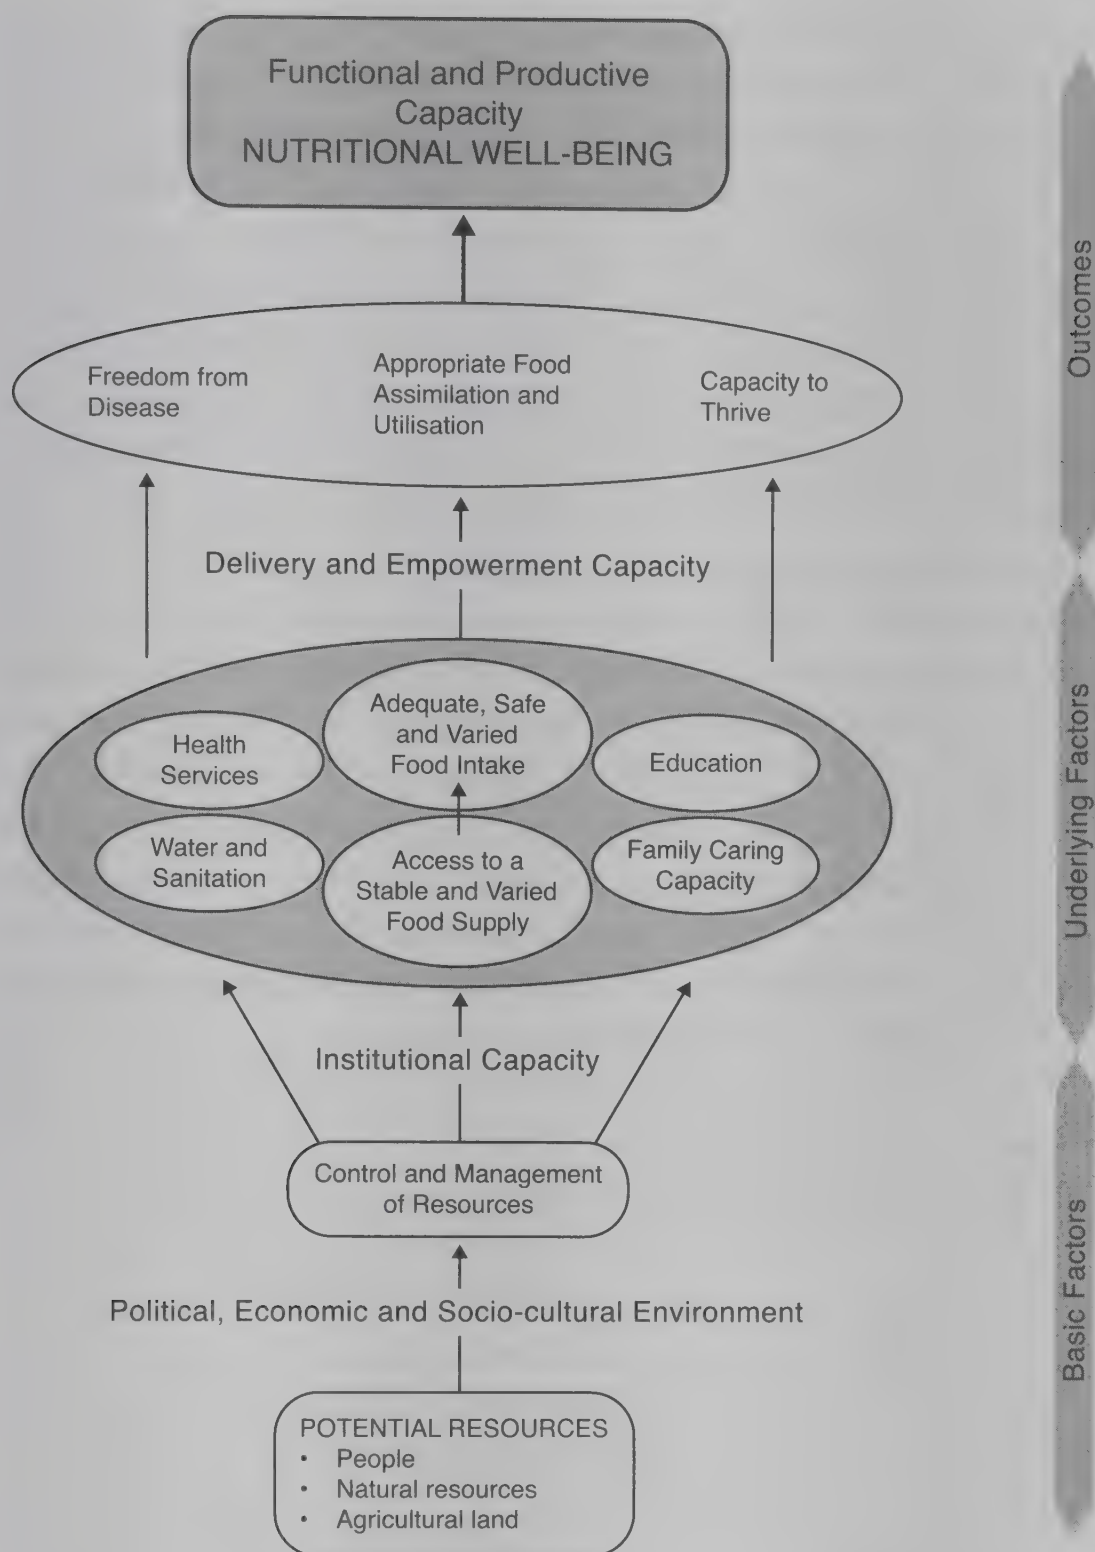 Functional and Productive
Capacity
NUTRITIONAL WELL-BEING
Freedom from
Disease
Appropriate Food
Assimilation and
Utilisation
Capacity to
Thrive
Outcomes
Delivery and Empowerment Capacity
Health
Services
Adequate, Safe
and Varied
Food Intake
Education
Water and
Sanitation
Access to a
Stable and Varied
Food Supply
Family Caring
Capacity
Underlying Factors
Institutional Capacity
Control and Management
of Resources
Political, Economic and Socio-cultural Environment
POTENTIAL RESOURCES
• People
• Natural resources
• Agricultural land
Basic Factors